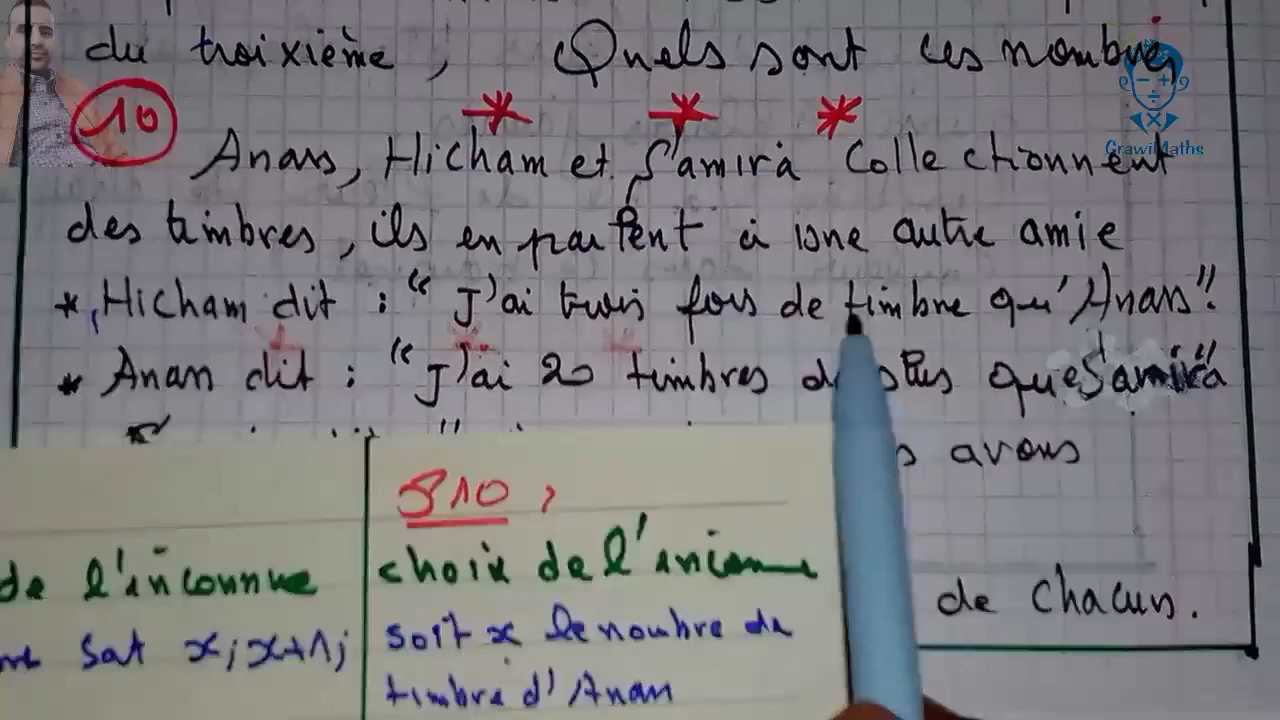 du troixième, Quels sont ces nombres
10
Anas, Hicham et Samira Collectionnent
des timbres, ils en parlent à une autre amie
* Hicham dit : "J'ai trois fois de timbre qu'Anas".
* Anan dit : "J'ai 20 timbres de plus que Samira"
avons
de chacun.
S10,
de l'inconnue
choix de l'inconnue
sat x; x+1;
soit x le nombre de
timbre d'Anan
GrawiMaths